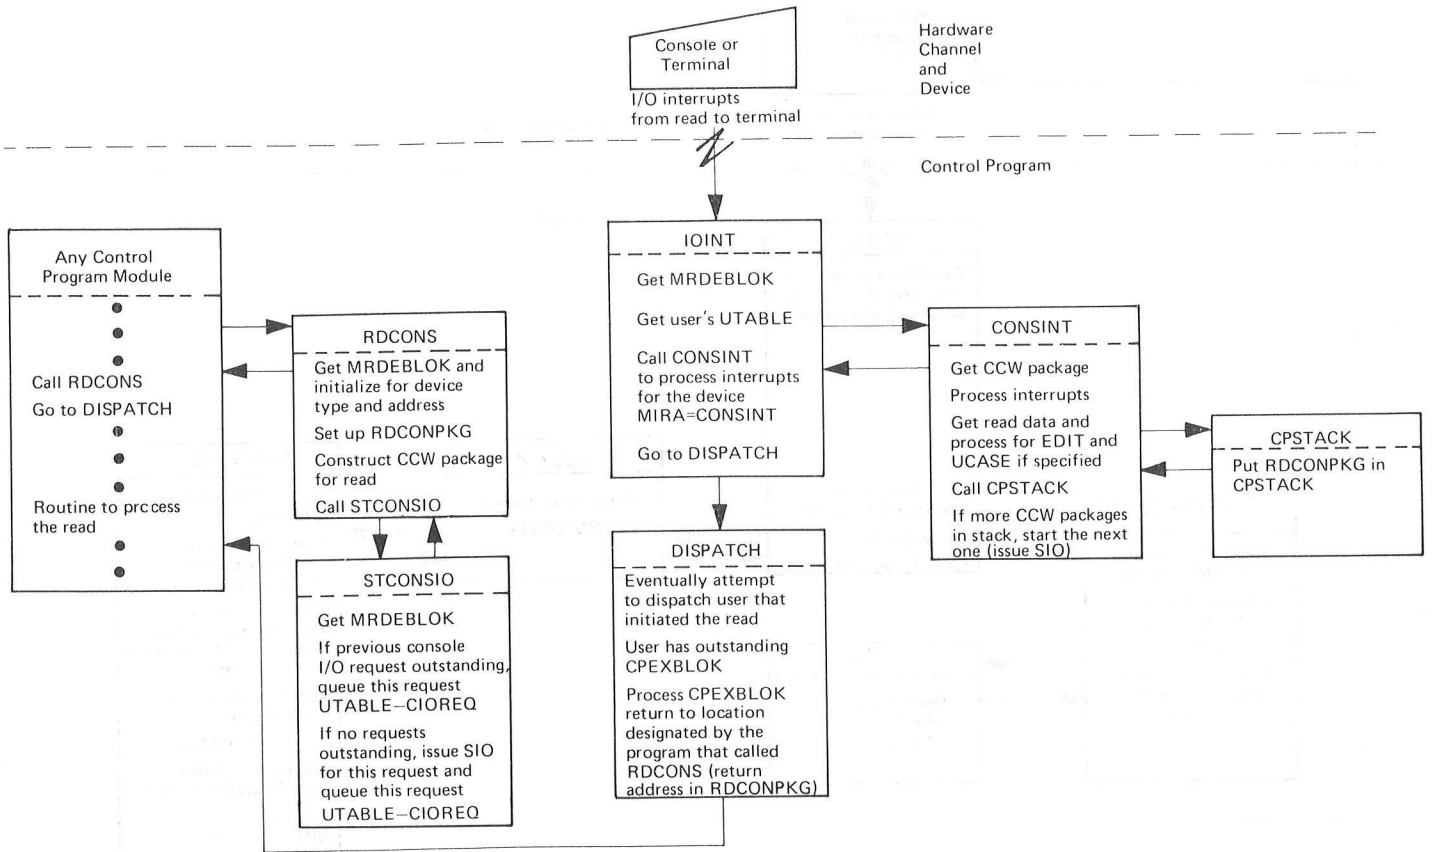 Console or
Terminal
Hardware
Channel
and
Device
I/O interrupts
from read to terminal
Control Program
Any Control
Program Module
Call RDCONS
Go to DISPATCH
Routine to prccess
the read
RDCONS
Get MRDEBLOK and
initialize for device
type and address
Set up RDCONPKG
Construct CCW package
for read
Call STCONSIO
STCONSIO
Get MRDEBLOK
If previous console
I/O request outstanding,
queue this request
UTABLE—CIOREQ
If no requests
outstanding, issue SIO
for this request and
queue this request
UTABLE—CIOREQ
IOINT
Get MRDEBLOK
Get user's UTABLE
Call CONSINT
to process interrupts
for the device
MIRA=CONSINT
Go to DISPATCH
DISPATCH
Eventually attempt
to dispatch user that
initiated the read
User has outstanding
CPEXBLOK
Process CPEXBLOK
return to location
designated by the
program that called
RDCONS (return
address in RDCONPKG)
CONSINT
Get CCW package
Process interrupts
Get read data and
process for EDIT and
UCASE if specified
Call CPSTACK
If more CCW packages
in stack, start the next
one (issue SIO)
CPSTACK
Put RDCONPKG in
CPSTACK